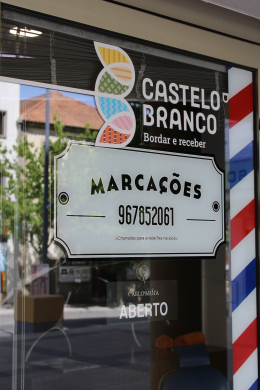 CASTELO
BRANCO
Bordar e receber
MARCAÇÕES
967852061
ABERTO